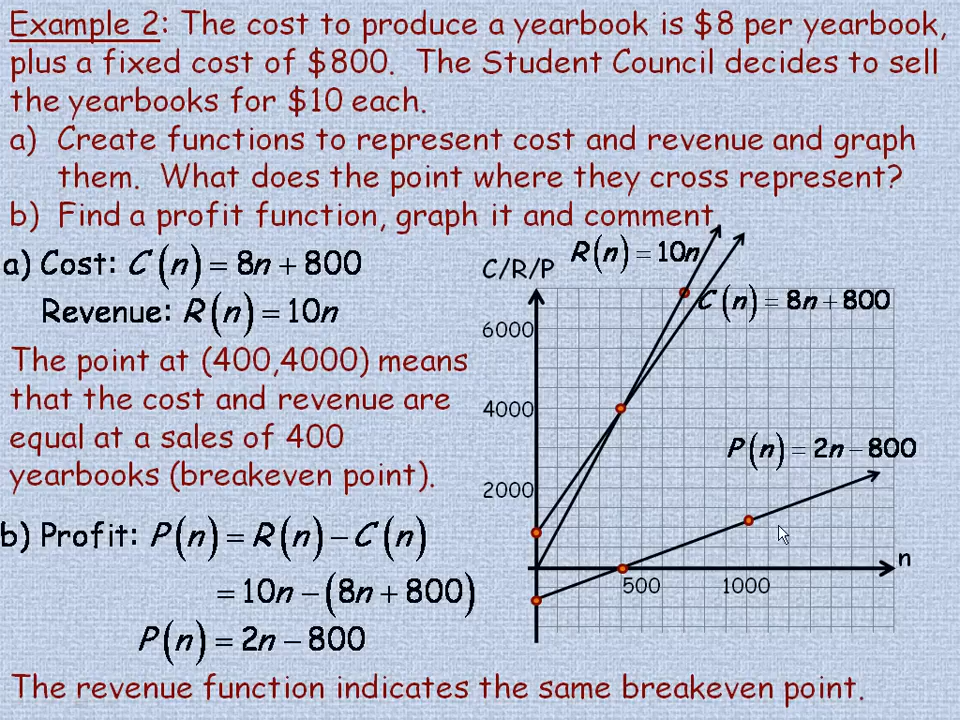 Example 2: The cost to produce a yearbook is $8 per yearbook,
plus a fixed cost of $800. The Student Council decides to sell
the yearbooks for $10 each.
a) Create functions to represent cost and revenue and graph
them. What does the point where they cross represent?
b) Find a profit function, graph it and comment.
a) Cost: C(n) = 8n + 800
Revenue: R(n) = 10n
The point at (400,4000) means
that the cost and revenue are
equal at a sales of 400
yearbooks (breakeven point).
b) Profit: P(n) = R(n) − C(n)
= 10n − (8n + 800)
P(n) = 2n − 800
The revenue function indicates the same breakeven point.
R(n) = 10n
C/R/P
C(n) = 8n + 800
6000
4000
P(n) = 2n − 800
2000
n
500
1000